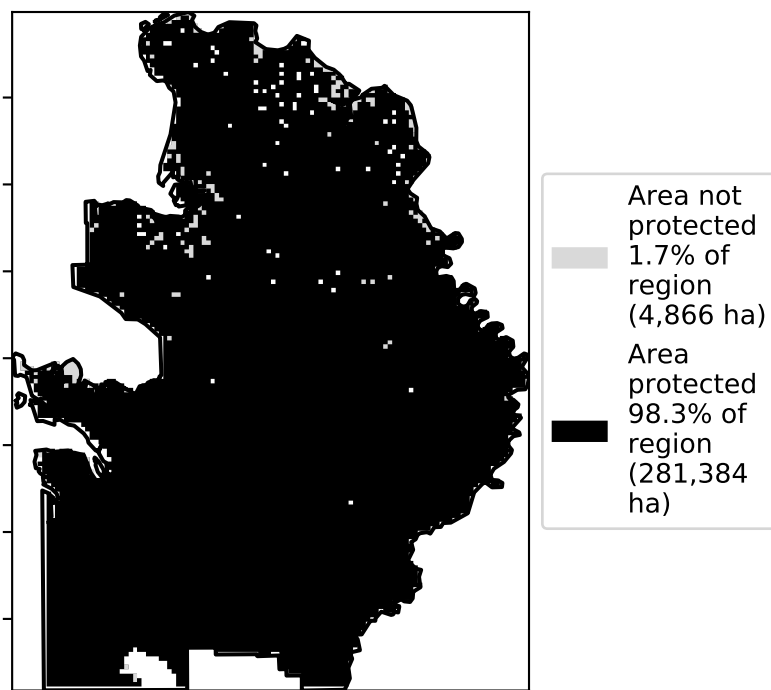 Area not
protected
1.7% of
region
(4,866 ha)
Area
protected
98.3% of
region
(281,384
ha)